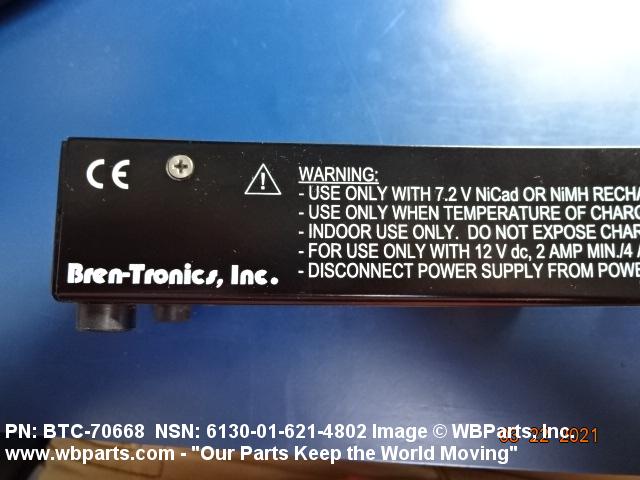 CE
WARNING:
- USE ONLY WITH 7.2 V NiCad OR NiMH RECHA
- USE ONLY WHEN TEMPERATURE OF CHARG
- INDOOR USE ONLY. DO NOT EXPOSE CHAR
- FOR USE ONLY WITH 12 V dc, 2 AMP MIN./4 A
- DISCONNECT POWER SUPPLY FROM POWE
Bren-Tronics, Inc.
PN: BTC-70668 NSN: 6130-01-621-4802 Image © WBParts, Inc.
www.wbparts.com - "Our Parts Keep the World Moving"